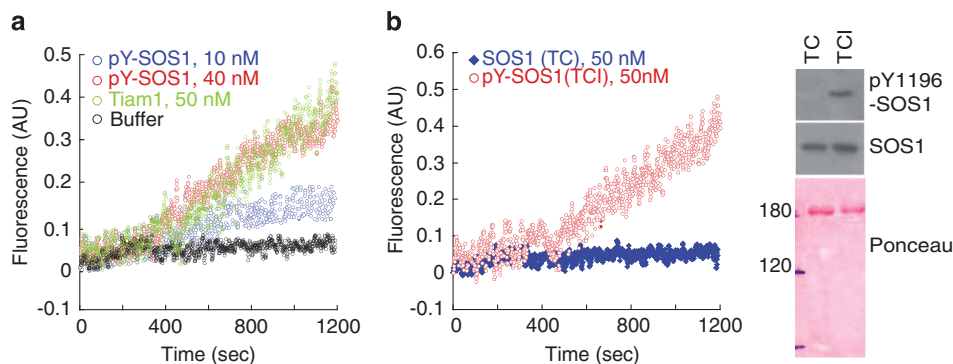 a
pY-SOS1, 10 nM
pY-SOS1, 40 nM
Tiam1, 50 nM
Buffer
Fluorescence (AU)
0.5
0.4
0.3
0.2
0.1
0
-0.1
0 400 800 1200
Time (sec)
b
SOS1 (TC), 50 nM
pY-SOS1(TCI), 50nM
Fluorescence (AU)
0.6
0.5
0.4
0.3
0.2
0.1
0
-0.1
0 400 800 1200
Time (sec)
TC
TCI
pY1196
-SOS1
SOS1
180
120
Ponceau